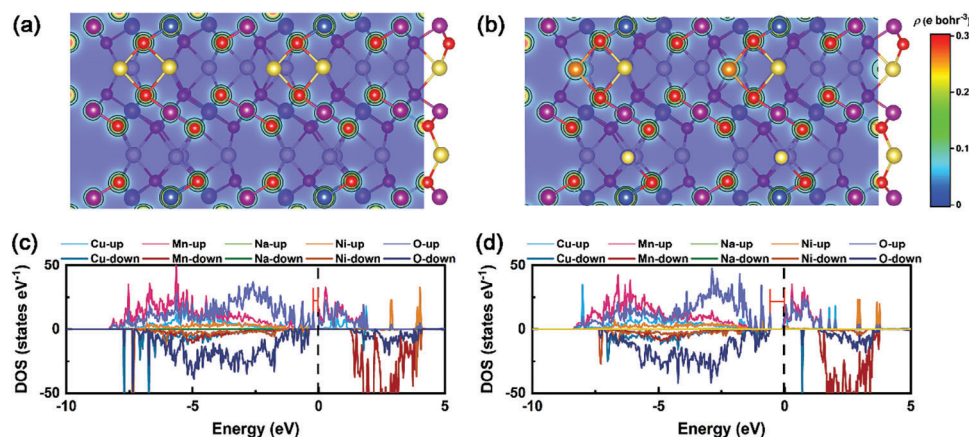 (a)
(b)
ρ (e bohr⁻³)
0.3
0.2
0.1
0
(c)
Cu-up Mn-up Na-up Ni-up O-up
Cu-down Mn-down Na-down Ni-down O-down
DOS (states eV⁻¹)
50
0
-50
-10 -5 0 5
Energy (eV)
(d)
Cu-up Mn-up Na-up Ni-up O-up
Cu-down Mn-down Na-down Ni-down O-down
DOS (states eV⁻¹)
50
0
-50
-10 -5 0 5
Energy (eV)